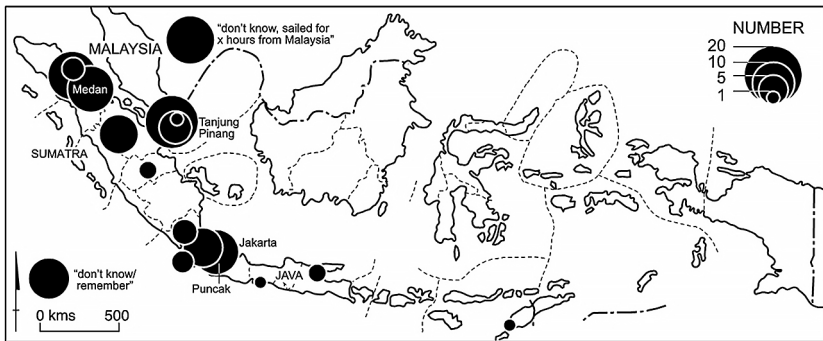 "don't know, sailed for
x hours from Malaysia"
NUMBER
20
10
5
1
MALAYSIA
Medan
Tanjung
Pinang
SUMATRA
Jakarta
Puncak
JAVA
"don't know/
remember"
0 kms 500